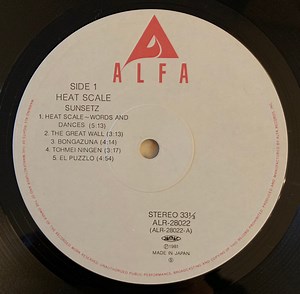 ALFA
SIDE 1
HEAT SCALE
SUNSETZ
1. HEAT SCALE–WORDS AND
DANCES (5:13)
2. THE GREAT WALL (3:13)
3. BONGAZUNA (4:14)
4. TOHMEI NINGEN (3:17)
5. EL PUZZLO (4:54)
STEREO 33⅓
ALR-28022
(ALR-28022-A)
℗1981
MADE IN JAPAN